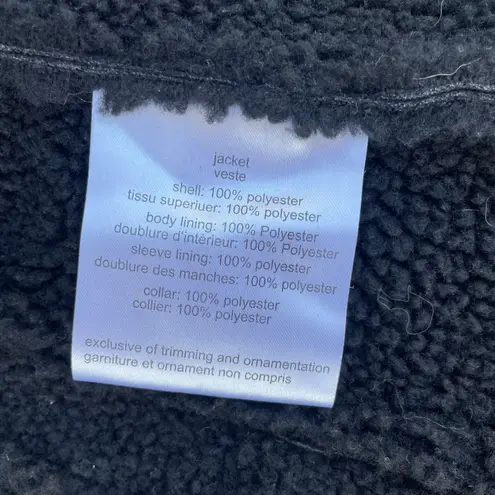 jacket
veste
shell: 100% polyester
tissu superiuer: 100% polyester
body lining: 100% Polyester
doublure d'intérieur: 100% Polyester
sleeve lining: 100% polyester
doublure des manches: 100% polyester
collar: 100% polyester
collier: 100% polyester
exclusive of trimming and ornamentation
garniture et ornament non compris